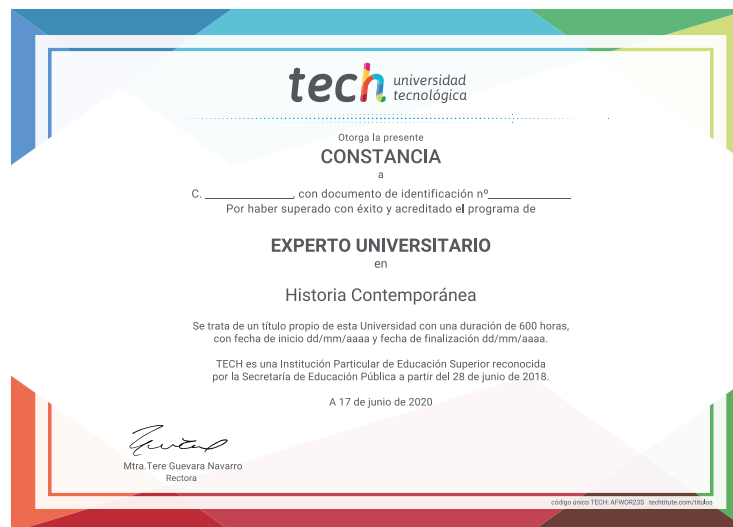 tech universidad
tecnológica
Otorga la presente
CONSTANCIA
a
C. ______________, con documento de identificación nº______________
Por haber superado con éxito y acreditado el programa de
EXPERTO UNIVERSITARIO
en
Historia Contemporánea
Se trata de un título propio de esta Universidad con una duración de 600 horas,
con fecha de inicio dd/mm/aaaa y fecha de finalización dd/mm/aaaa.
TECH es una Institución Particular de Educación Superior reconocida
por la Secretaría de Educación Pública a partir del 28 de junio de 2018.
A 17 de junio de 2020
Mtra.Tere Guevara Navarro
Rectora
código único TECH: AFWOR23S techtitute.com/titulos